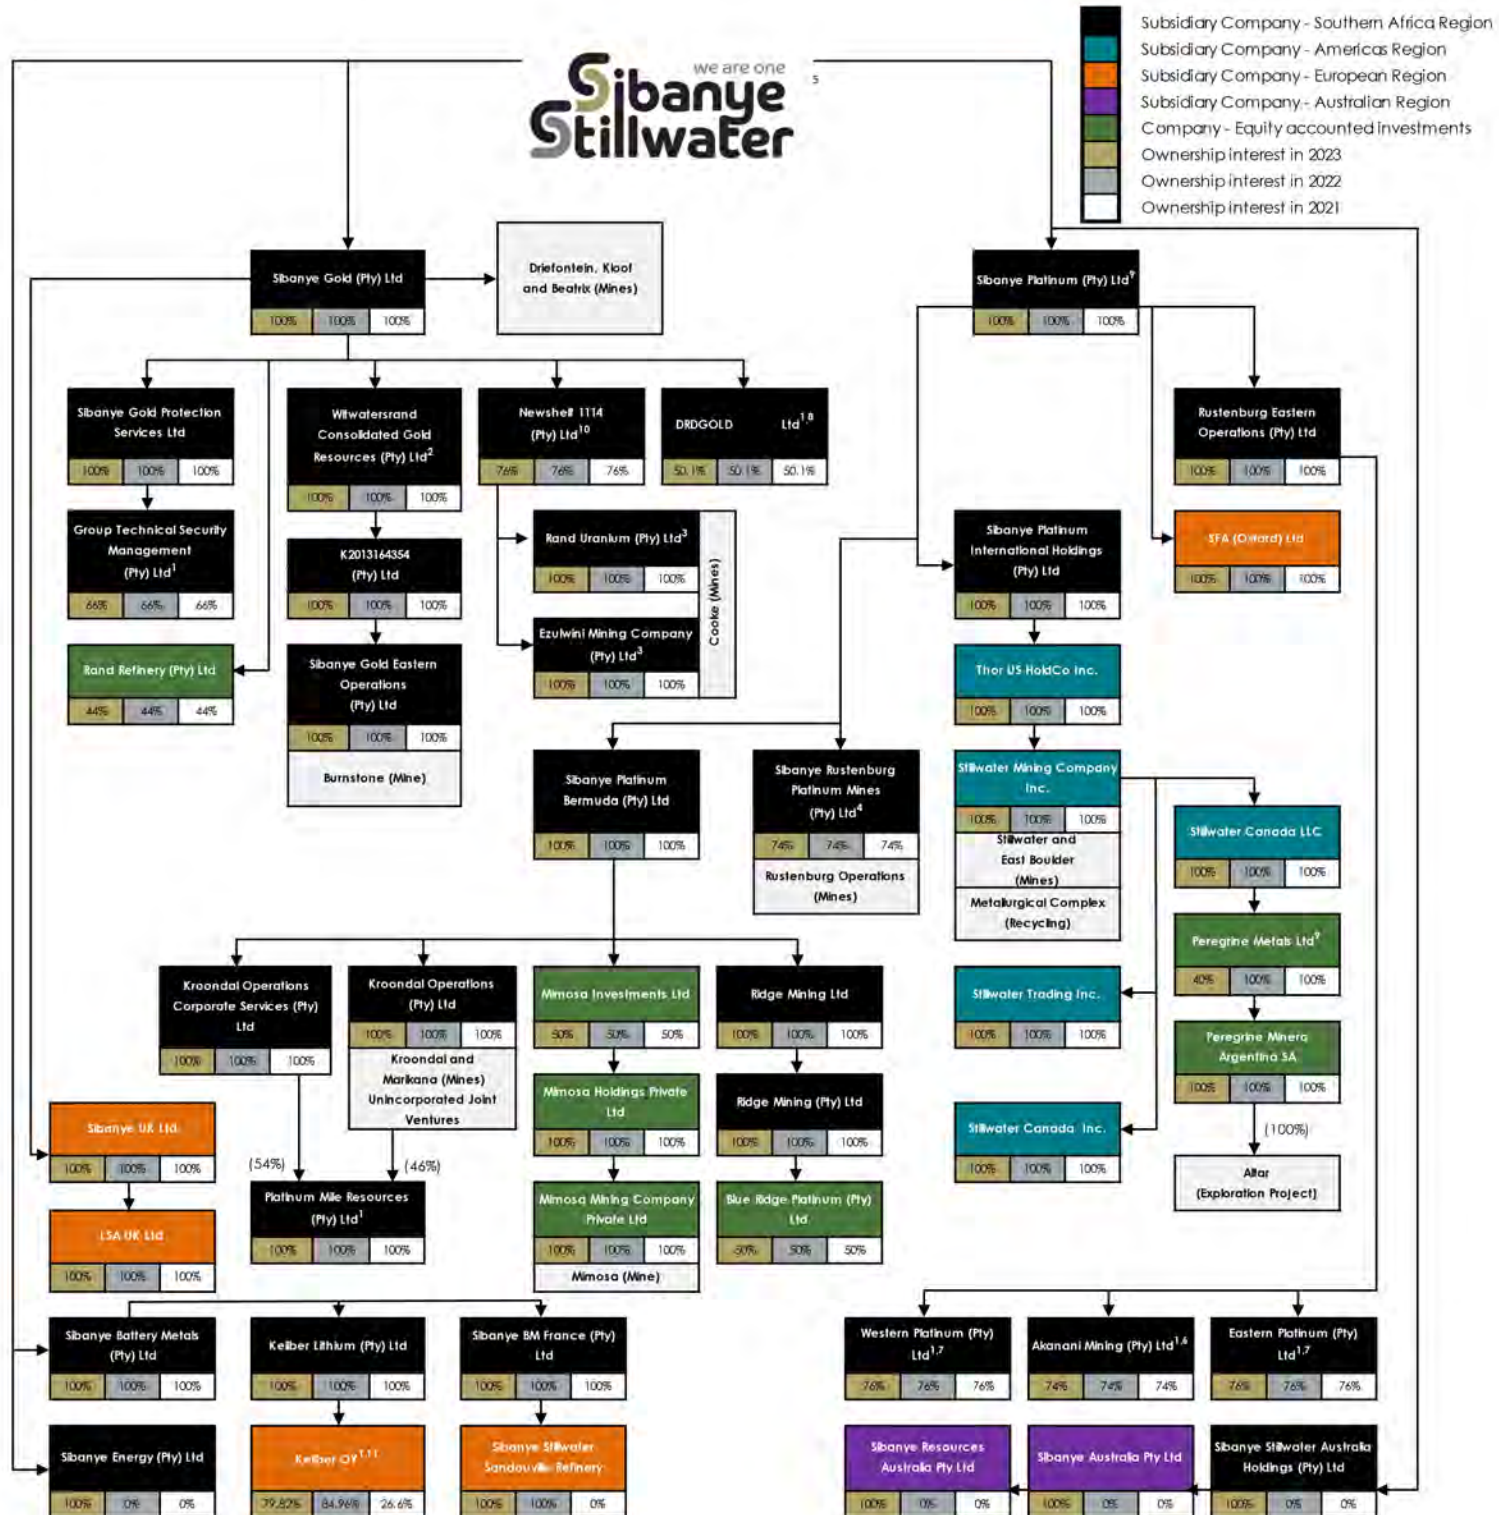 Subsidiary Company - Southern Africa Region
Subsidiary Company - Americas Region
Subsidiary Company - European Region
Subsidiary Company - Australian Region
Company - Equity accounted investments
Ownership interest in 2023
Ownership interest in 2022
Ownership interest in 2021
we are one
Sibanye
Stillwater
5
Sibanye Gold (Pty) Ltd
100% 100% 100%
Driefontein, Kloof
and Beatrix (Mines)
Sibanye Platinum (Pty) Ltd9
100% 100% 100%
Sibanye Gold Protection
Services Ltd
100% 100% 100%
Witwatersrand
Consolidated Gold
Resources (Pty) Ltd2
100% 100% 100%
Newshelf 1114
(Pty) Ltd10
76% 76% 76%
DRDGOLD Ltd1,8
50.1% 50.1% 50.1%
Rustenburg Eastern
Operations (Pty) Ltd
100% 100% 100%
Group Technical Security
Management
(Pty) Ltd1
66% 66% 66%
K2013164354
(Pty) Ltd
100% 100% 100%
Rand Uranium (Pty) Ltd3
100% 100% 100%
Cooke (Mines)
Ezulwini Mining Company
(Pty) Ltd3
100% 100% 100%
Sibanye Platinum
International Holdings
(Pty) Ltd
100% 100% 100%
SFA (Oxford) Ltd
100% 100% 100%
Rand Refinery (Pty) Ltd
44% 44% 44%
Sibanye Gold Eastern
Operations
(Pty) Ltd
100% 100% 100%
Burnstone (Mine)
Thor US HoldCo Inc.
100% 100% 100%
Sibanye Platinum
Bermuda (Pty) Ltd
100% 100% 100%
Sibanye Rustenburg
Platinum Mines
(Pty) Ltd4
74% 74% 74%
Rustenburg Operations
(Mines)
Stillwater Mining Company
Inc.
100% 100% 100%
Stillwater and
East Boulder
(Mines)
Metallurgical Complex
(Recycling)
Stillwater Canada LLC
100% 100% 100%
Peregrine Metals Ltd9
40% 100% 100%
Kroondal Operations
Corporate Services (Pty)
Ltd
100% 100% 100%
Kroondal Operations
(Pty) Ltd
100% 100% 100%
Kroondal and
Marikana (Mines)
Unincorporated Joint
Ventures
Mimosa Investments Ltd
50% 50% 50%
Ridge Mining Ltd
100% 100% 100%
Stillwater Trading Inc.
100% 100% 100%
Peregrine Minera
Argentina SA
100% 100% 100%
Mimosa Holdings Private
Ltd
100% 100% 100%
Ridge Mining (Pty) Ltd
100% 100% 100%
Sibanye UK Ltd
100% 100% 100%
Stillwater Canada Inc.
100% 100% 100%
(100%)
Altar
(Exploration Project)
(54%) (46%)
Platinum Mile Resources
(Pty) Ltd1
100% 100% 100%
Mimosa Mining Company
Private Ltd
100% 100% 100%
Mimosa (Mine)
Blue Ridge Platinum (Pty)
Ltd
50% 50% 50%
LSA UK Ltd
100% 100% 100%
Sibanye Battery Metals
(Pty) Ltd
100% 100% 100%
Keliber Lithium (Pty) Ltd
100% 100% 100%
Sibanye BM France (Pty)
Ltd
100% 100% 100%
Western Platinum (Pty)
Ltd1,7
76% 76% 76%
Akanani Mining (Pty) Ltd1,6
74% 74% 74%
Eastern Platinum (Pty)
Ltd1,7
76% 76% 76%
Sibanye Energy (Pty) Ltd
100% 0% 0%
Keliber OY1,11
79.82% 84.96% 26.6%
Sibanye Stillwater
Sandouville Refinery
100% 100% 0%
Sibanye Resources
Australia Pty Ltd
100% 0% 0%
Sibanye Australia Pty Ltd
100% 0% 0%
Sibanye Stillwater Australia
Holdings (Pty) Ltd
100% 0% 0%